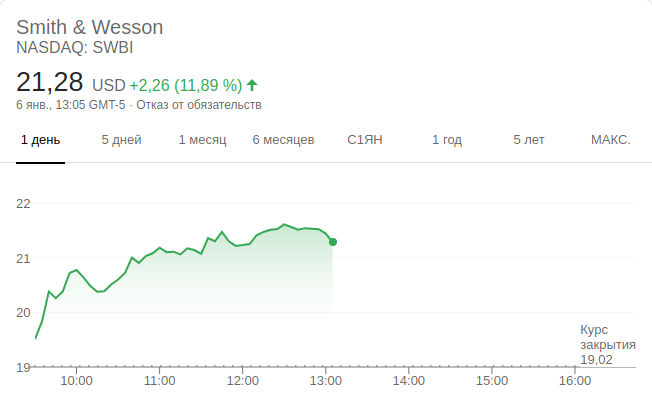 Smith & Wesson
NASDAQ: SWBI
21,28 USD +2,26 (11,89 %)
6 янв., 13:05 GMT-5 · Отказ от обязательств
1 день 5 дней 1 месяц 6 месяцев С1ЯН 1 год 5 лет МАКС.
22
21
20
Курс
закрытия
19,02
19
10:00 11:00 12:00 13:00 14:00 15:00 16:00